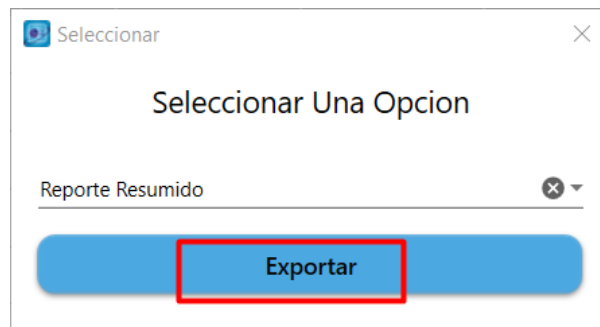 Seleccionar
Seleccionar Una Opcion
Reporte Resumido
Exportar